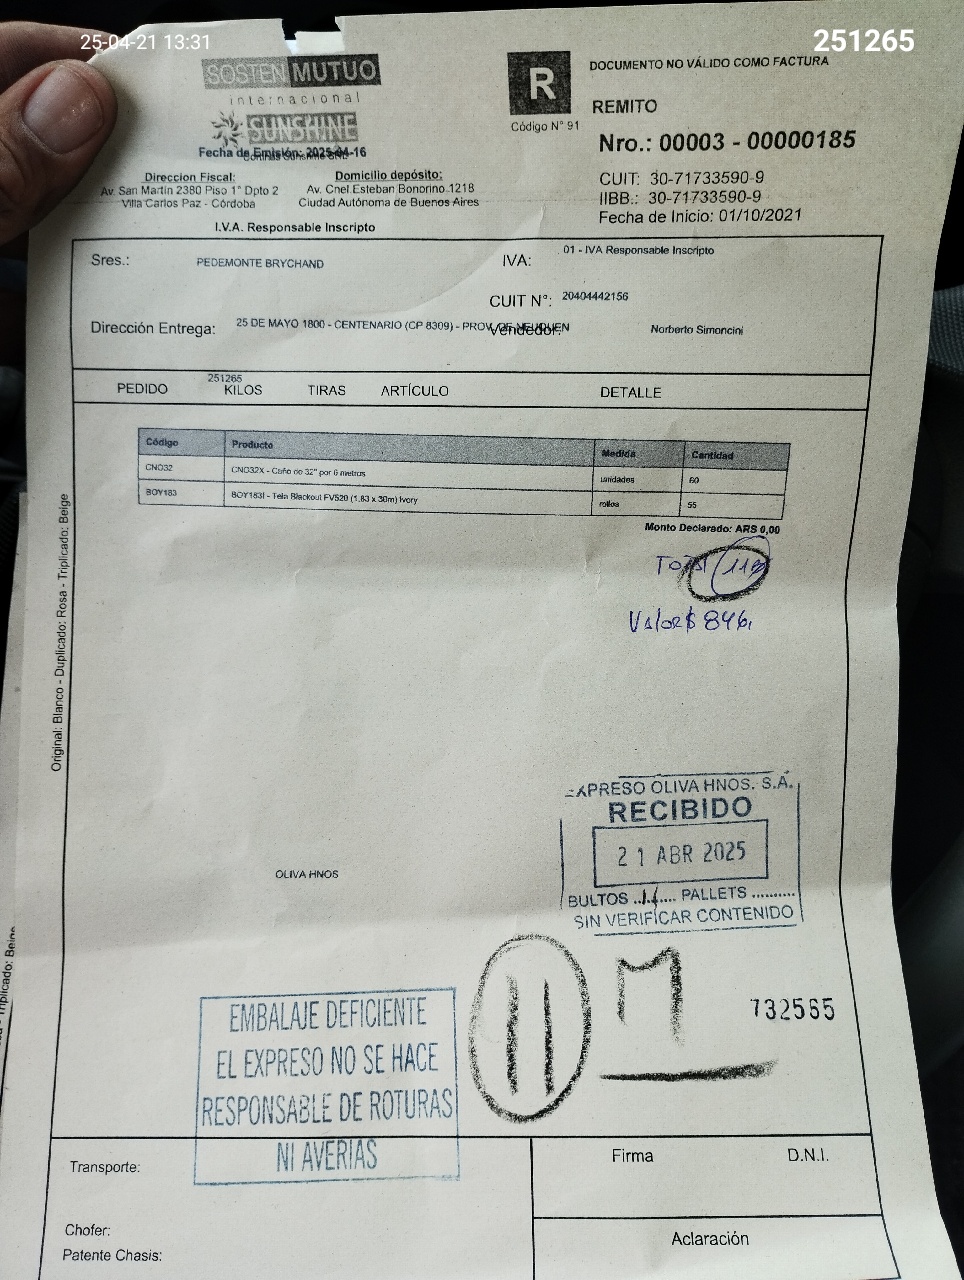 25-04-21 13:31
251265
SOSTEN MUTUO
internacional
SUNSHINE
Fecha de Emisión: 2025-04-16
Direccion Fiscal:
Av. San Martin 2380 Piso 1° Dpto 2
Villa Carlos Paz - Córdoba
Domicilio depósito:
Av. Cnel.Esteban Bonorino 1218
Ciudad Autónoma de Buenos Aires
I.V.A. Responsable Inscripto
R
Código N° 91
DOCUMENTO NO VÁLIDO COMO FACTURA
REMITO
Nro.: 00003 - 00000185
CUIT: 30-71733590-9
IIBB.: 30-71733590-9
Fecha de Inicio: 01/10/2021
Sres.: PEDEMONTE BRYCHAND
IVA: 01 - IVA Responsable Inscripto
CUIT N°: 20404442156
Dirección Entrega: 25 DE MAYO 1800 - CENTENARIO (CP 8309) - PROV DE NEUQUEN
Vendedor: Norberto Simoncini
251265
PEDIDO KILOS TIRAS ARTÍCULO DETALLE
Código Producto Medida Cantidad
CNO32 CNO32X - Caño de 32" por 6 metros unidades 60
BOY183 BOY183I - Tela Blackout FV520 (1.83 x 30m) Ivory rollos 55
Monto Declarado: ARS 0,00
Total
Valor $ 846.
Original: Blanco - Duplicado: Rosa - Triplicado: Beige
EXPRESO OLIVA HNOS. S.A.
RECIBIDO
21 ABR 2025
BULTOS 11 PALLETS ..........
SIN VERIFICAR CONTENIDO
OLIVA HNOS
11 M
732565
EMBALAJE DEFICIENTE
EL EXPRESO NO SE HACE
RESPONSABLE DE ROTURAS
NI AVERIAS
Transporte:
Chofer:
Patente Chasis:
Firma D.N.I.
Aclaración
Triplicado: Beige